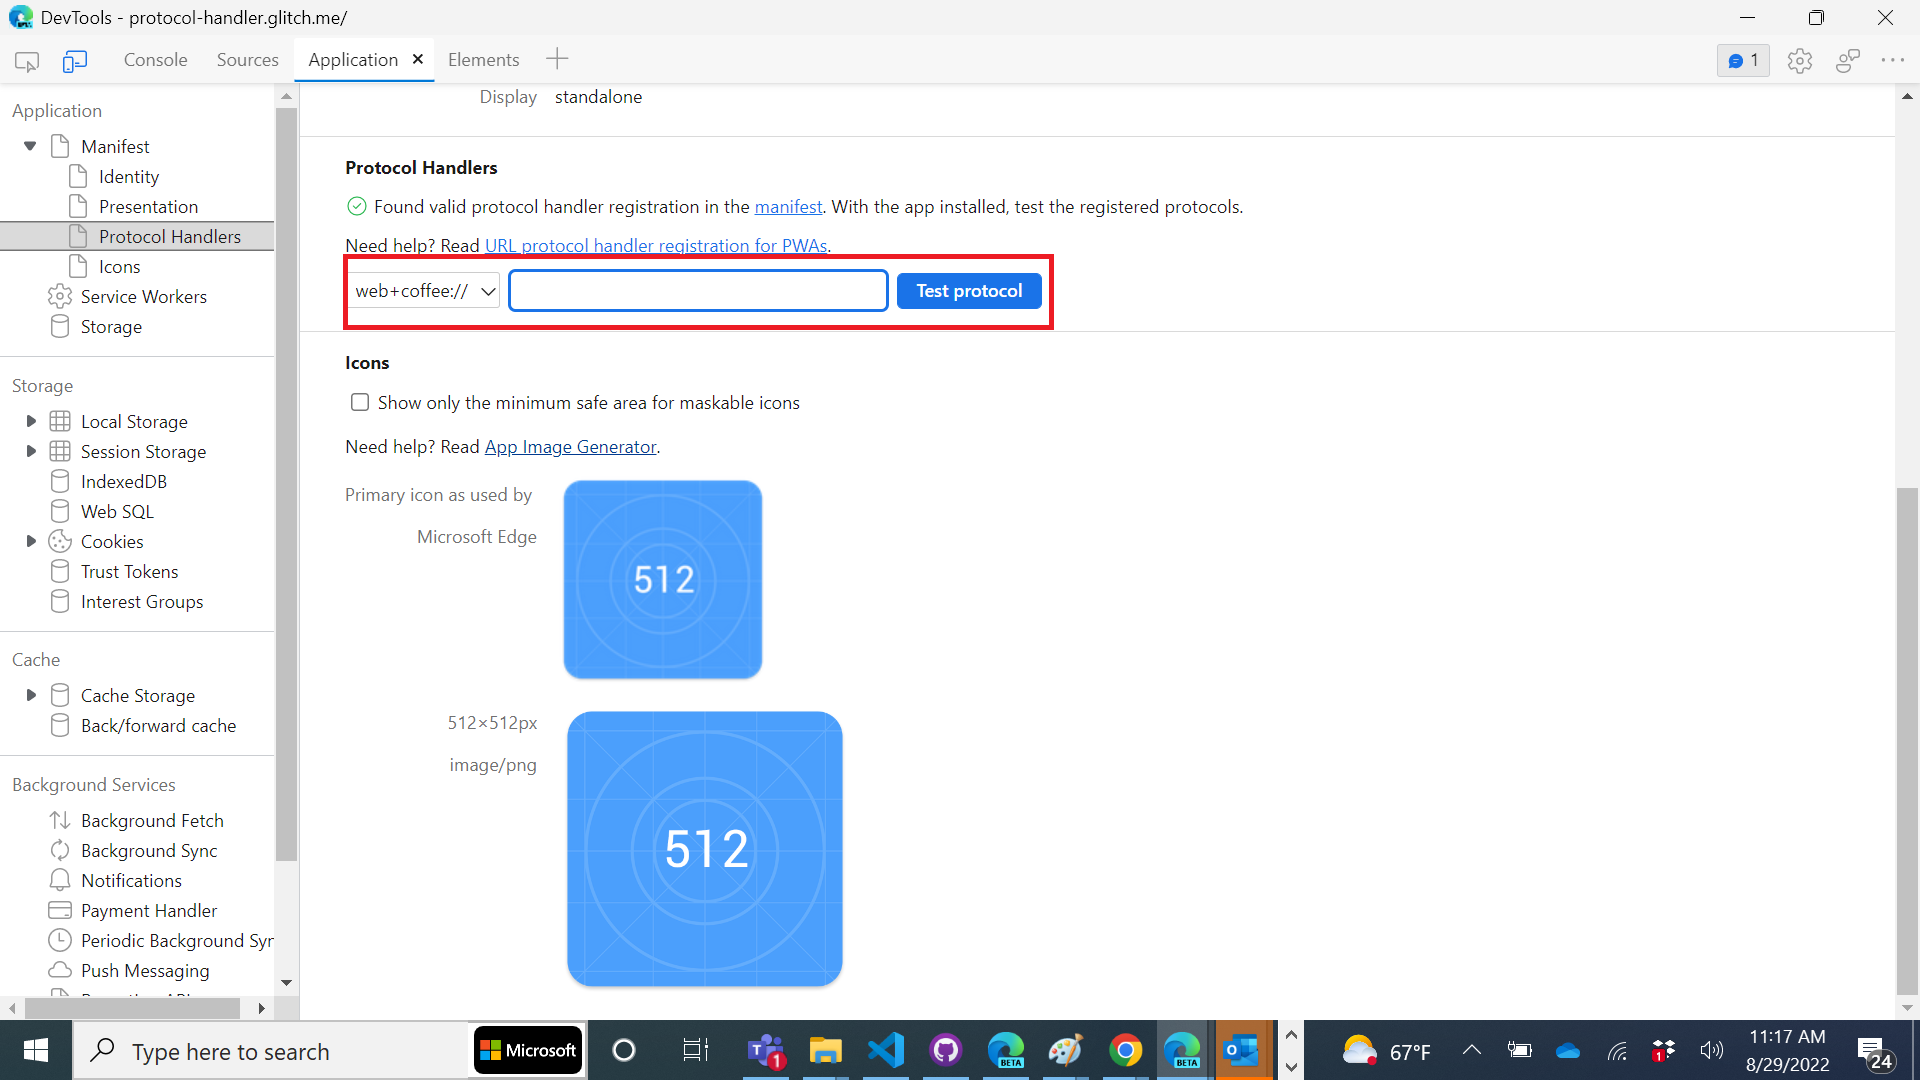 DevTools - protocol-handler.glitch.me/
Console Sources Application Elements
1
Application
Manifest
Identity
Presentation
Protocol Handlers
Icons
Service Workers
Storage
Storage
Local Storage
Session Storage
IndexedDB
Web SQL
Cookies
Trust Tokens
Interest Groups
Cache
Cache Storage
Back/forward cache
Background Services
Background Fetch
Background Sync
Notifications
Payment Handler
Periodic Background Syn
Push Messaging
Display standalone
Protocol Handlers
Found valid protocol handler registration in the manifest. With the app installed, test the registered protocols.
Need help? Read URL protocol handler registration for PWAs.
web+coffee:// Test protocol
Icons
Show only the minimum safe area for maskable icons
Need help? Read App Image Generator.
Primary icon as used by
Microsoft Edge
512
512×512px
image/png
512
Type here to search
Microsoft
1
BETA
BETA
67°F
1
11:17 AM
8/29/2022
24